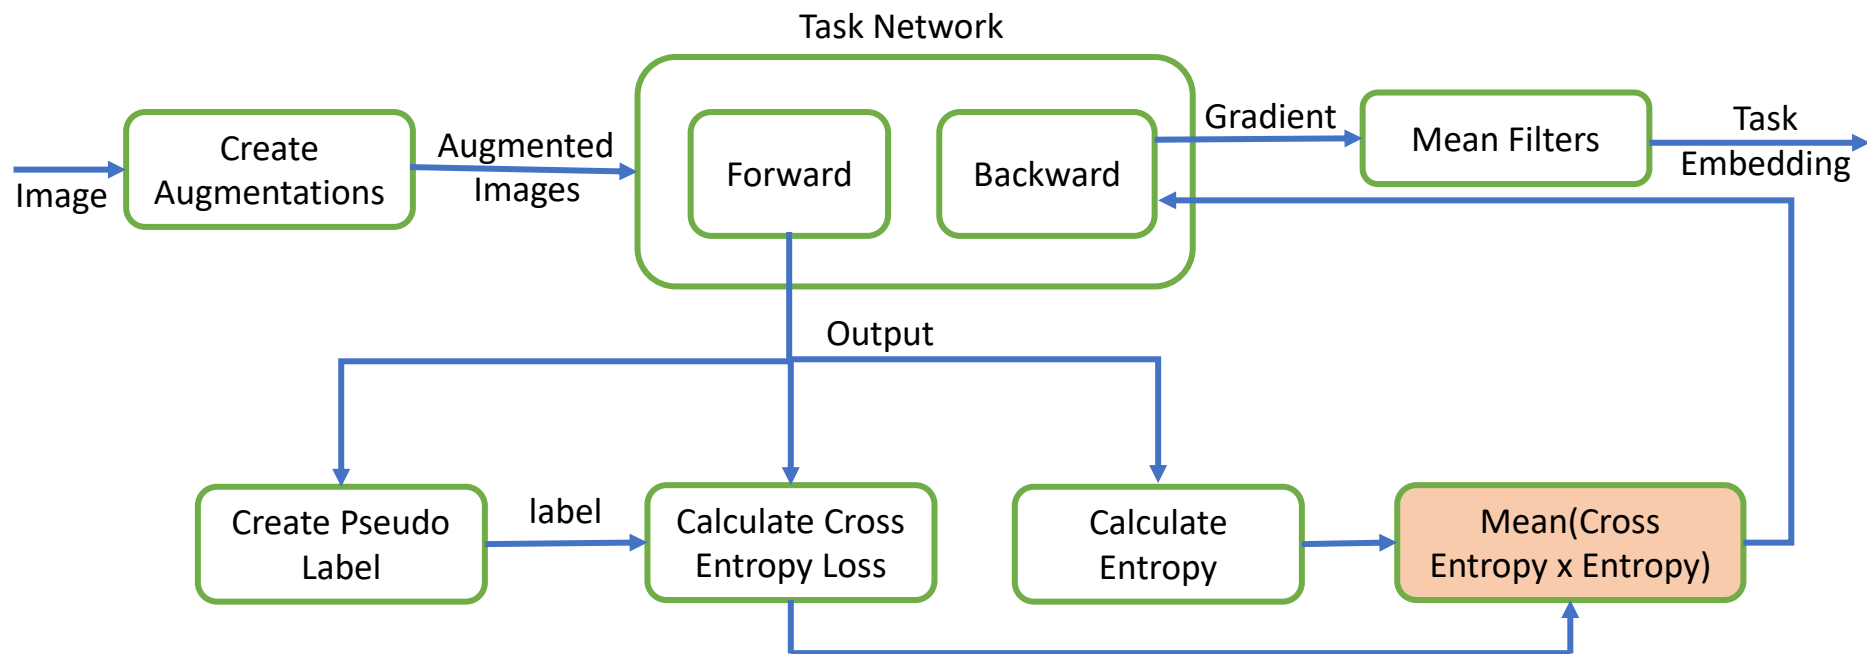 Task Network
Image
Create
Augmentations
Augmented
Images
Forward
Backward
Gradient
Mean Filters
Task
Embedding
Output
Create Pseudo
Label
label
Calculate Cross
Entropy Loss
Calculate
Entropy
Mean(Cross
Entropy x Entropy)